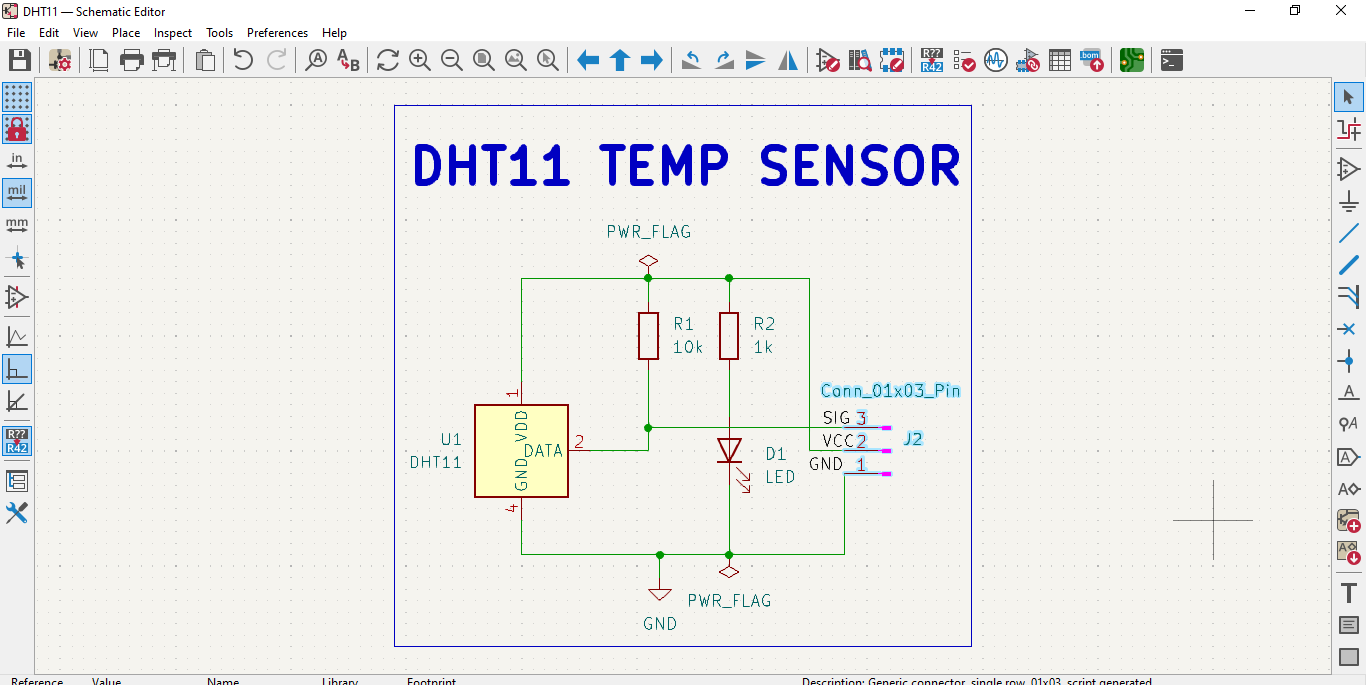 DHT11 — Schematic Editor
File Edit View Place Inspect Tools Preferences Help
A A B R?? R42 bom
in
mil
mm
R??
R42
A
A
A
A
A
T
DHT11 TEMP SENSOR
PWR_FLAG
R1
10k
R2
1k
Cann_01x03_Pin
SIG 3
VCC 2
GND 1
J2
1
VDD
U1
DHT11
DATA
2
GND
4
D1
LED
PWR_FLAG
GND
Reference Value Name Library Footprint Description: Generic connector, single row, 01x03, script generated